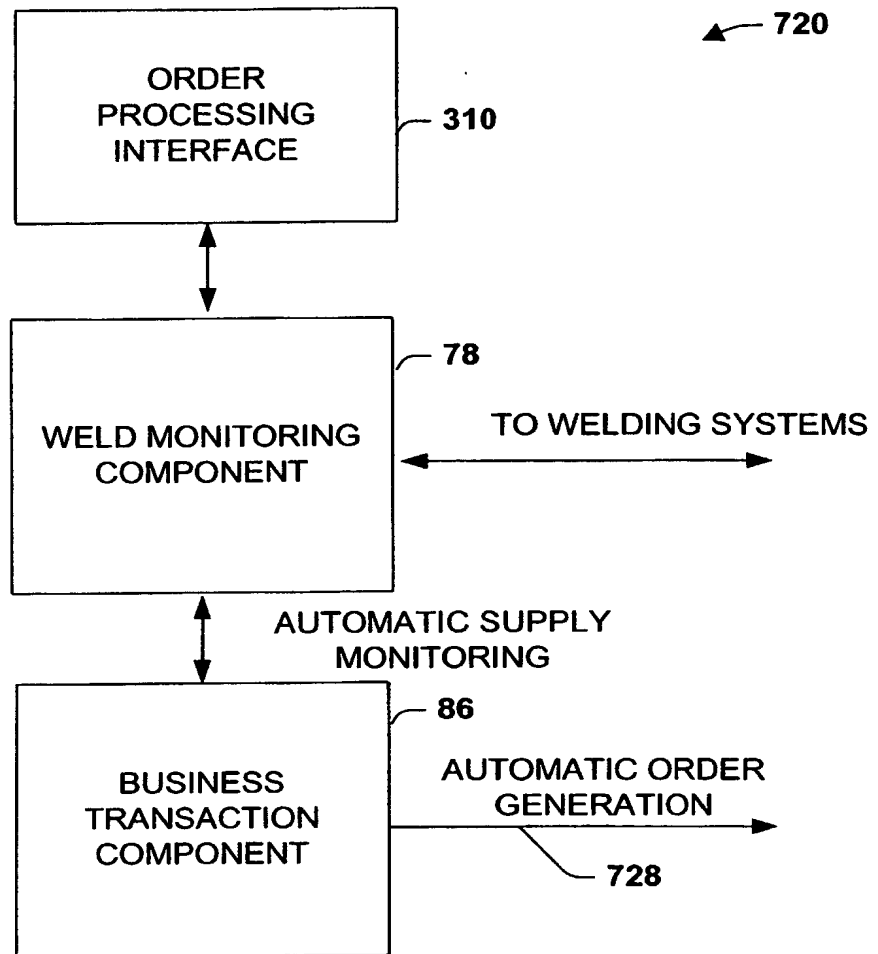 720
ORDER
PROCESSING
INTERFACE
310
78
WELD MONITORING
COMPONENT
TO WELDING SYSTEMS
AUTOMATIC SUPPLY
MONITORING
86
BUSINESS
TRANSACTION
COMPONENT
AUTOMATIC ORDER
GENERATION
728